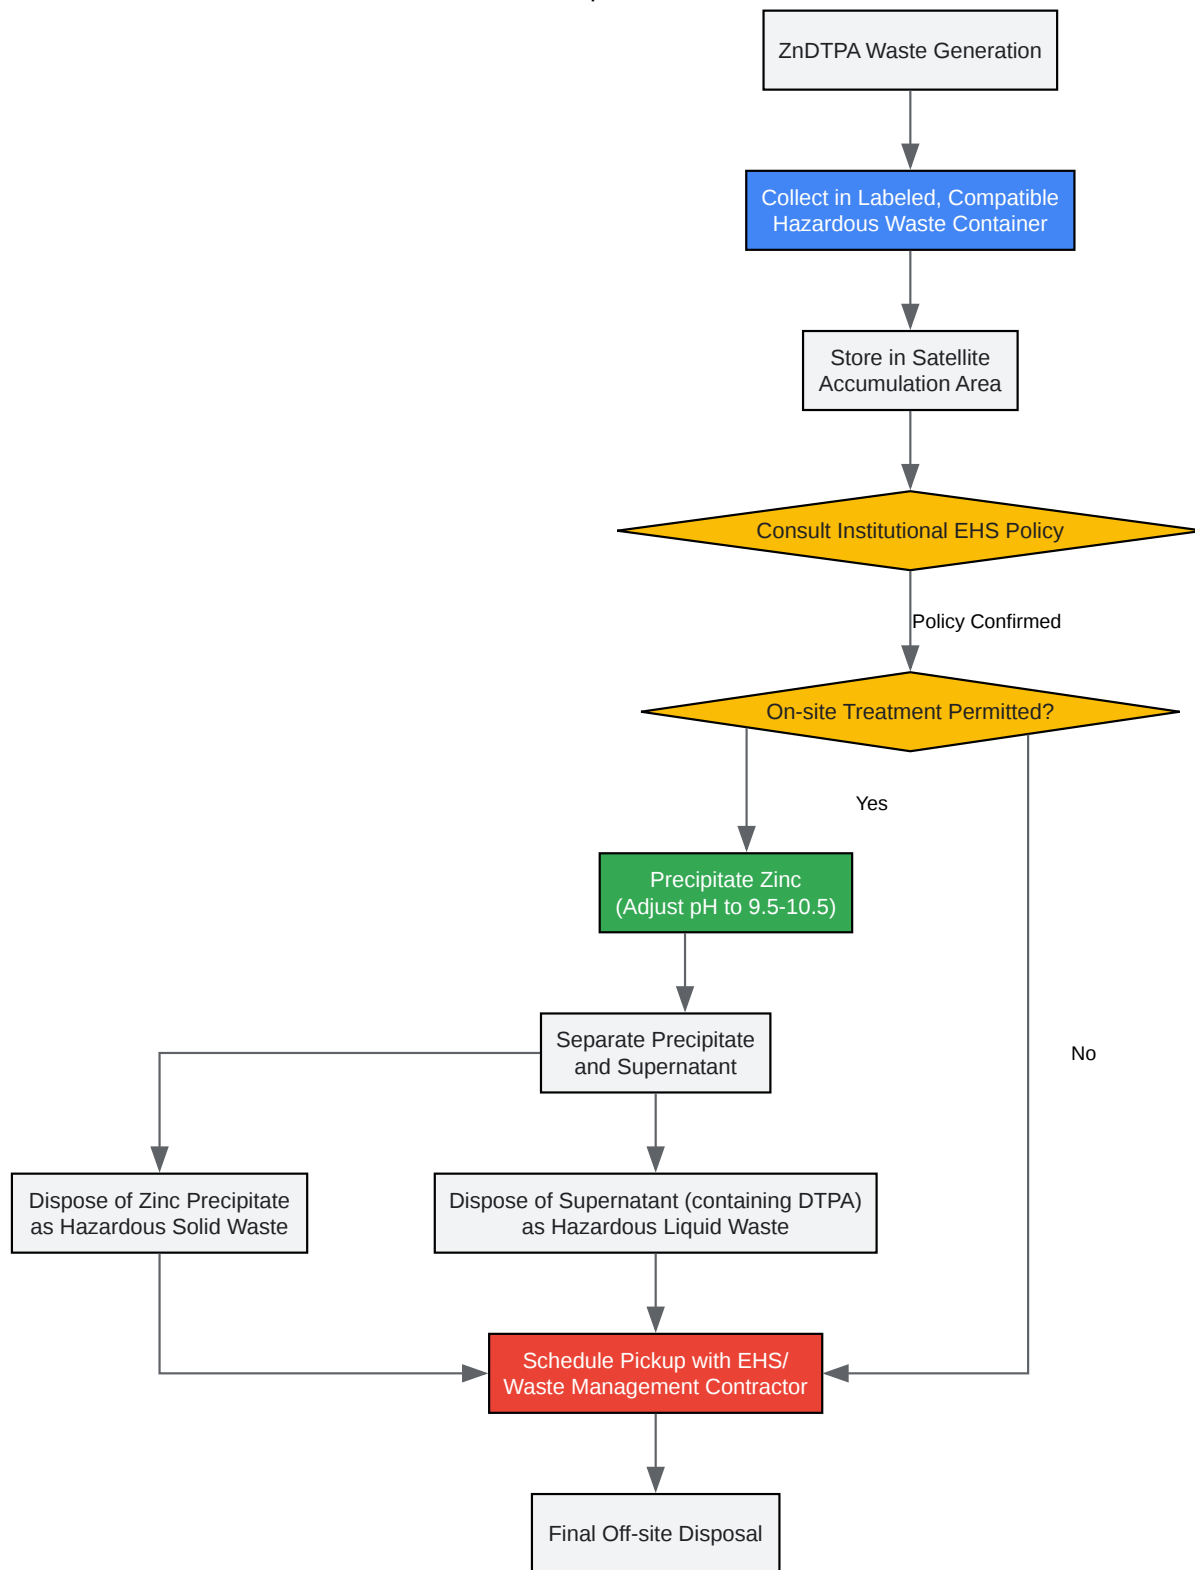 ZnDTPA Waste Generation
Collect in Labeled, Compatible
Hazardous Waste Container
Store in Satellite
Accumulation Area
Consult Institutional EHS Policy
Policy Confirmed
On-site Treatment Permitted?
Yes
Precipitate Zinc
(Adjust pH to 9.5-10.5)
Separate Precipitate
and Supernatant
No
Dispose of Zinc Precipitate
as Hazardous Solid Waste
Dispose of Supernatant (containing DTPA)
as Hazardous Liquid Waste
Schedule Pickup with EHS/
Waste Management Contractor
Final Off-site Disposal